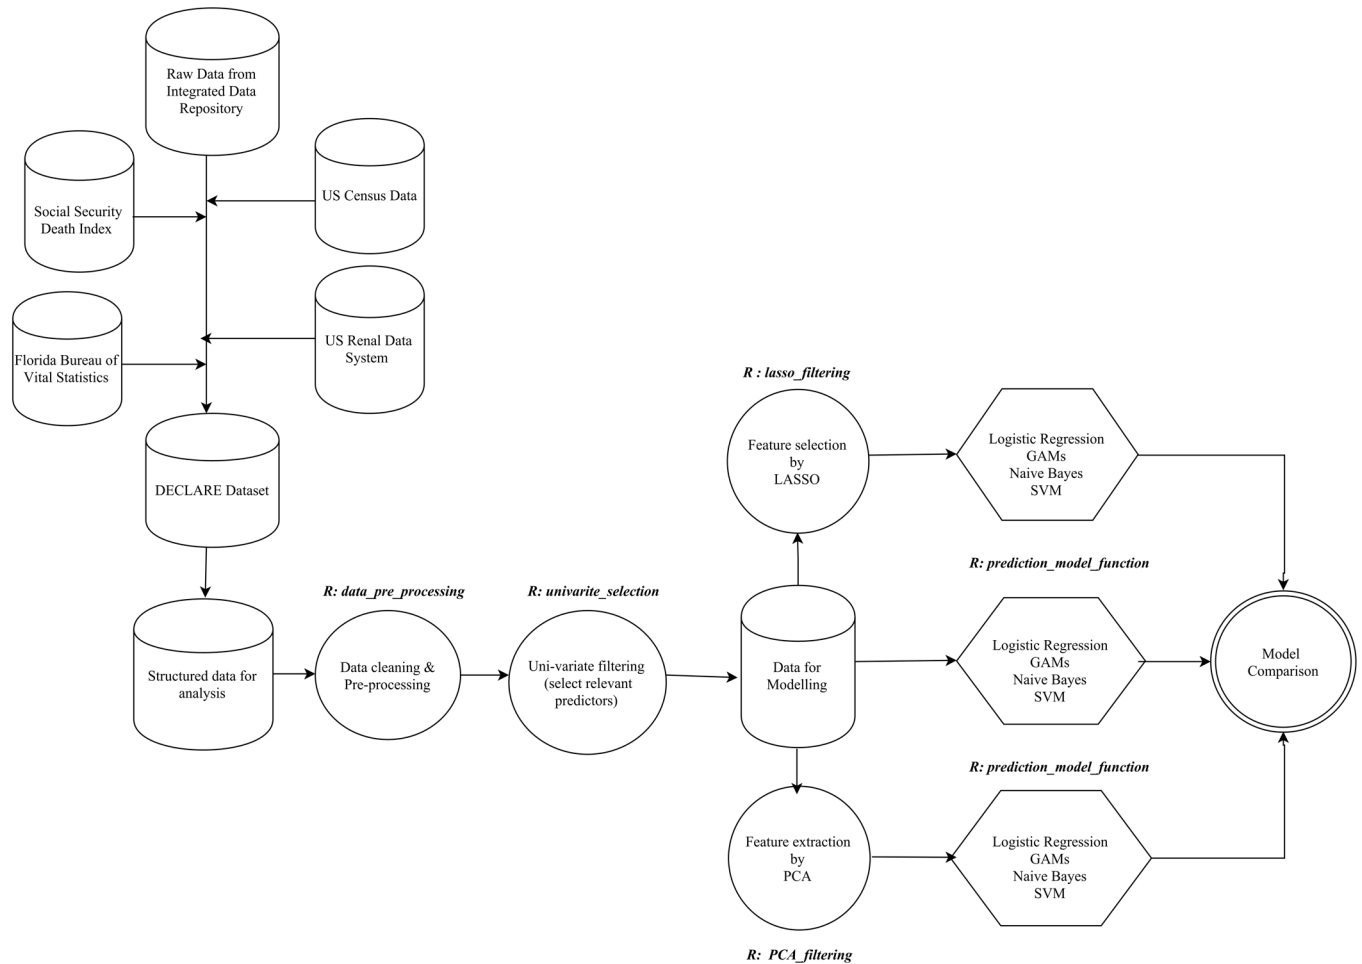 Raw Data from
Integrated Data
Repository
US Census Data
Social Security
Death Index
US Renal Data
System
Florida Bureau of
Vital Statistics
DECLARE Dataset
Structured data for
analysis
R: data_pre_processing
Data cleaning &
Pre-processing
R: univarite_selection
Uni-variate filtering
(select relevant
predictors)
Data for
Modelling
R : lasso_filtering
Feature selection
by
LASSO
Logistic Regression
GAMs
Naive Bayes
SVM
R: prediction_model_function
Logistic Regression
GAMs
Naive Bayes
SVM
Model
Comparison
R: prediction_model_function
Feature extraction
by
PCA
Logistic Regression
GAMs
Naive Bayes
SVM
R: PCA_filtering